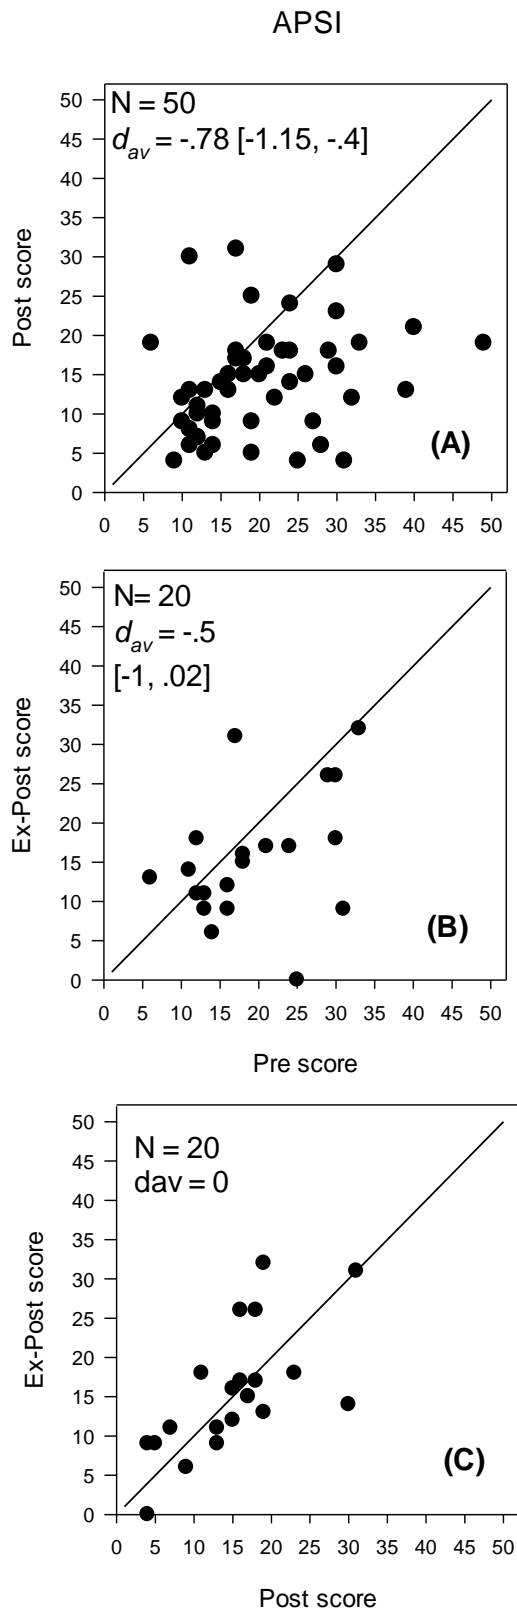 APSI
N = 50
d_av = -.78 [-1.15, -.4]
50
45
40
35
30
25
20
15
10
5
0
Post score
(A)
0 5 10 15 20 25 30 35 40 45 50
N= 20
d_av = -.5
[-1, .02]
50
45
40
35
30
25
20
15
10
5
0
Ex-Post score
(B)
0 5 10 15 20 25 30 35 40 45 50
Pre score
N = 20
dav = 0
50
45
40
35
30
25
20
15
10
5
0
Ex-Post score
(C)
0 5 10 15 20 25 30 35 40 45 50
Post score